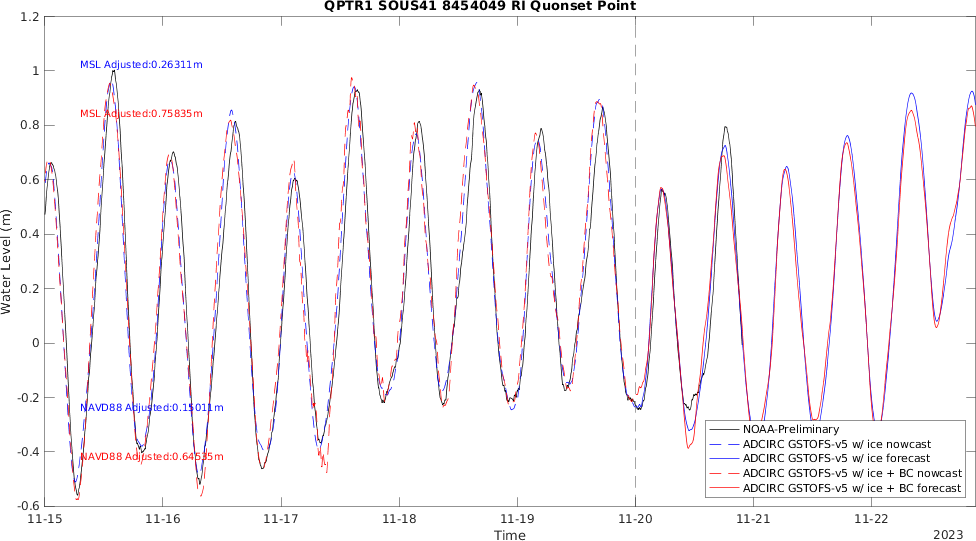 QPTR1 SOUS41 8454049 RI Quonset Point
1.2
1
0.8
0.6
0.4
0.2
0
-0.2
-0.4
-0.6
Water Level (m)
MSL Adjusted:0.26311m
MSL Adjusted:0.75835m
NAVD88 Adjusted:0.15011m
NAVD88 Adjusted:0.64535m
NOAA-Preliminary
ADCIRC GSTOFS-v5 w/ ice nowcast
ADCIRC GSTOFS-v5 w/ ice forecast
ADCIRC GSTOFS-v5 w/ ice + BC nowcast
ADCIRC GSTOFS-v5 w/ ice + BC forecast
11-15 11-16 11-17 11-18 11-19 11-20 11-21 11-22
Time
2023